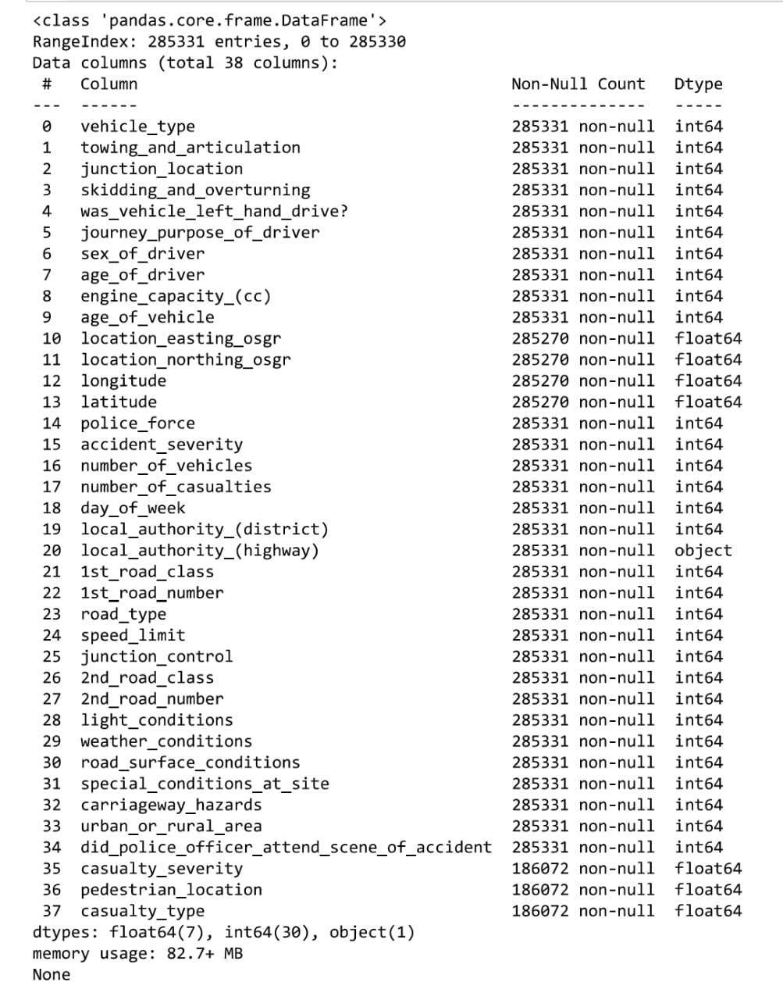 <class 'pandas.core.frame.DataFrame'>
RangeIndex: 285331 entries, 0 to 285330
Data columns (total 38 columns):
 #   Column                                       Non-Null Count   Dtype
---  ------                                       --------------   -----
 0   vehicle_type                                 285331 non-null  int64
 1   towing_and_articulation                      285331 non-null  int64
 2   junction_location                            285331 non-null  int64
 3   skidding_and_overturning                     285331 non-null  int64
 4   was_vehicle_left_hand_drive?                 285331 non-null  int64
 5   journey_purpose_of_driver                    285331 non-null  int64
 6   sex_of_driver                                285331 non-null  int64
 7   age_of_driver                                285331 non-null  int64
 8   engine_capacity_(cc)                         285331 non-null  int64
 9   age_of_vehicle                               285331 non-null  int64
 10  location_easting_osgr                        285270 non-null  float64
 11  location_northing_osgr                       285270 non-null  float64
 12  longitude                                    285270 non-null  float64
 13  latitude                                     285270 non-null  float64
 14  police_force                                 285331 non-null  int64
 15  accident_severity                            285331 non-null  int64
 16  number_of_vehicles                           285331 non-null  int64
 17  number_of_casualties                         285331 non-null  int64
 18  day_of_week                                  285331 non-null  int64
 19  local_authority_(district)                   285331 non-null  int64
 20  local_authority_(highway)                    285331 non-null  object
 21  1st_road_class                               285331 non-null  int64
 22  1st_road_number                              285331 non-null  int64
 23  road_type                                    285331 non-null  int64
 24  speed_limit                                  285331 non-null  int64
 25  junction_control                             285331 non-null  int64
 26  2nd_road_class                               285331 non-null  int64
 27  2nd_road_number                              285331 non-null  int64
 28  light_conditions                             285331 non-null  int64
 29  weather_conditions                           285331 non-null  int64
 30  road_surface_conditions                      285331 non-null  int64
 31  special_conditions_at_site                   285331 non-null  int64
 32  carriageway_hazards                          285331 non-null  int64
 33  urban_or_rural_area                          285331 non-null  int64
 34  did_police_officer_attend_scene_of_accident  285331 non-null  int64
 35  casualty_severity                            186072 non-null  float64
 36  pedestrian_location                          186072 non-null  float64
 37  casualty_type                                186072 non-null  float64
dtypes: float64(7), int64(30), object(1)
memory usage: 82.7+ MB
None